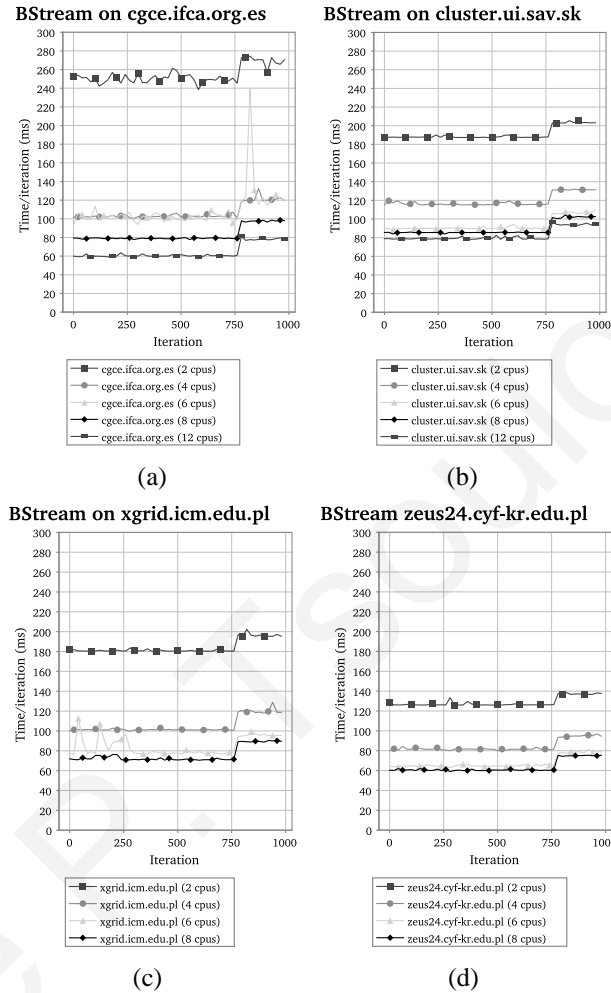 BStream on cgce.ifca.org.es
BStream on cluster.ui.sav.sk
300
280
260
240
220
200
180
160
140
120
100
80
60
40
20
0
Time/iteration (ms)
0 250 500 750 1000
Iteration
cgce.ifca.org.es (2 cpus)
cgce.ifca.org.es (4 cpus)
cgce.ifca.org.es (6 cpus)
cgce.ifca.org.es (8 cpus)
cgce.ifca.org.es (12 cpus)
(a)
300
280
260
240
220
200
180
160
140
120
100
80
60
40
20
0
Time/iteration (ms)
0 250 500 750 1000
Iteration
cluster.ui.sav.sk (2 cpus)
cluster.ui.sav.sk (4 cpus)
cluster.ui.sav.sk (6 cpus)
cluster.ui.sav.sk (8 cpus)
cluster.ui.sav.sk (12 cpus)
(b)
BStream on xgrid.icm.edu.pl
BStream zeus24.cyf-kr.edu.pl
300
280
260
240
220
200
180
160
140
120
100
80
60
40
20
0
Time/iteration (ms)
0 250 500 750 1000
Iteration
xgrid.icm.edu.pl (2 cpus)
xgrid.icm.edu.pl (4 cpus)
xgrid.icm.edu.pl (6 cpus)
xgrid.icm.edu.pl (8 cpus)
(c)
300
280
260
240
220
200
180
160
140
120
100
80
60
40
20
0
Time/iteration (ms)
0 250 500 750 1000
Iteration
zeus24.cyf-kr.edu.pl (2 cpus)
zeus24.cyf-kr.edu.pl (4 cpus)
zeus24.cyf-kr.edu.pl (6 cpus)
zeus24.cyf-kr.edu.pl (8 cpus)
(d)